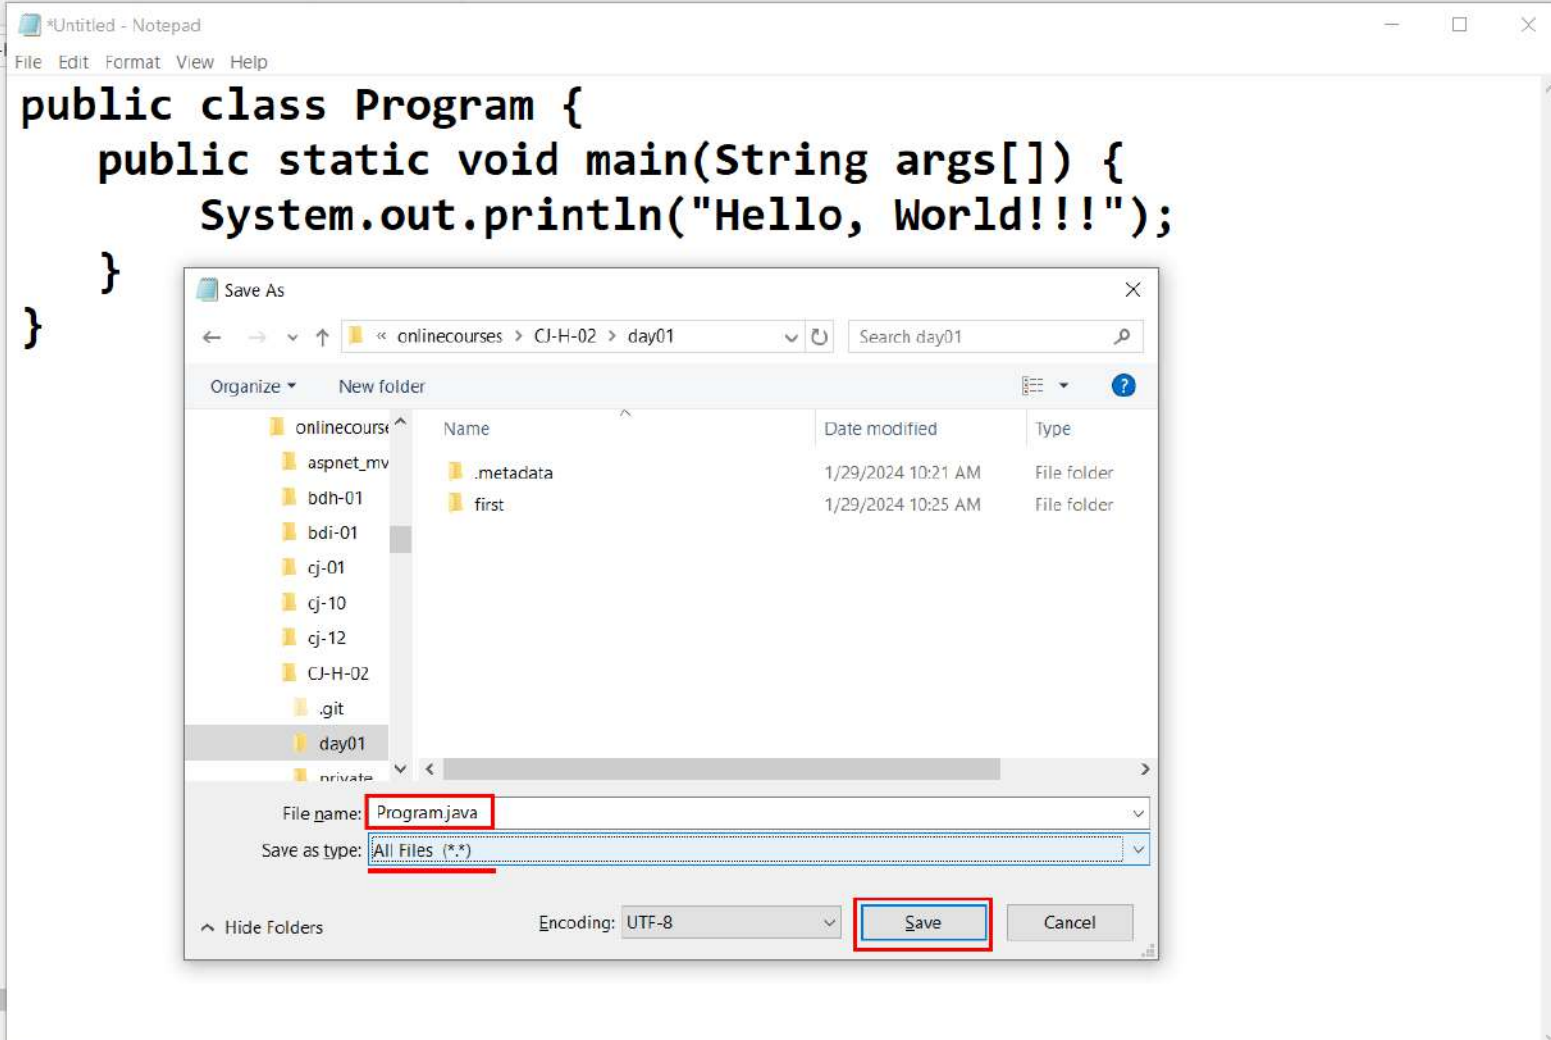 *Untitled - Notepad
File Edit Format View Help
public class Program {
public static void main(String args[]) {
System.out.println("Hello, World!!!");
}
}
Save As
« onlinecourses > CJ-H-02 > day01
Search day01
Organize
New folder
Name Date modified Type
onlinecourse
aspnet_mv
bdh-01
bdi-01
cj-01
cj-10
cj-12
CJ-H-02
.git
day01
private
.metadata 1/29/2024 10:21 AM File folder
first 1/29/2024 10:25 AM File folder
File name: Program.java
Save as type: All Files (*.*)
Hide Folders
Encoding: UTF-8
Save
Cancel